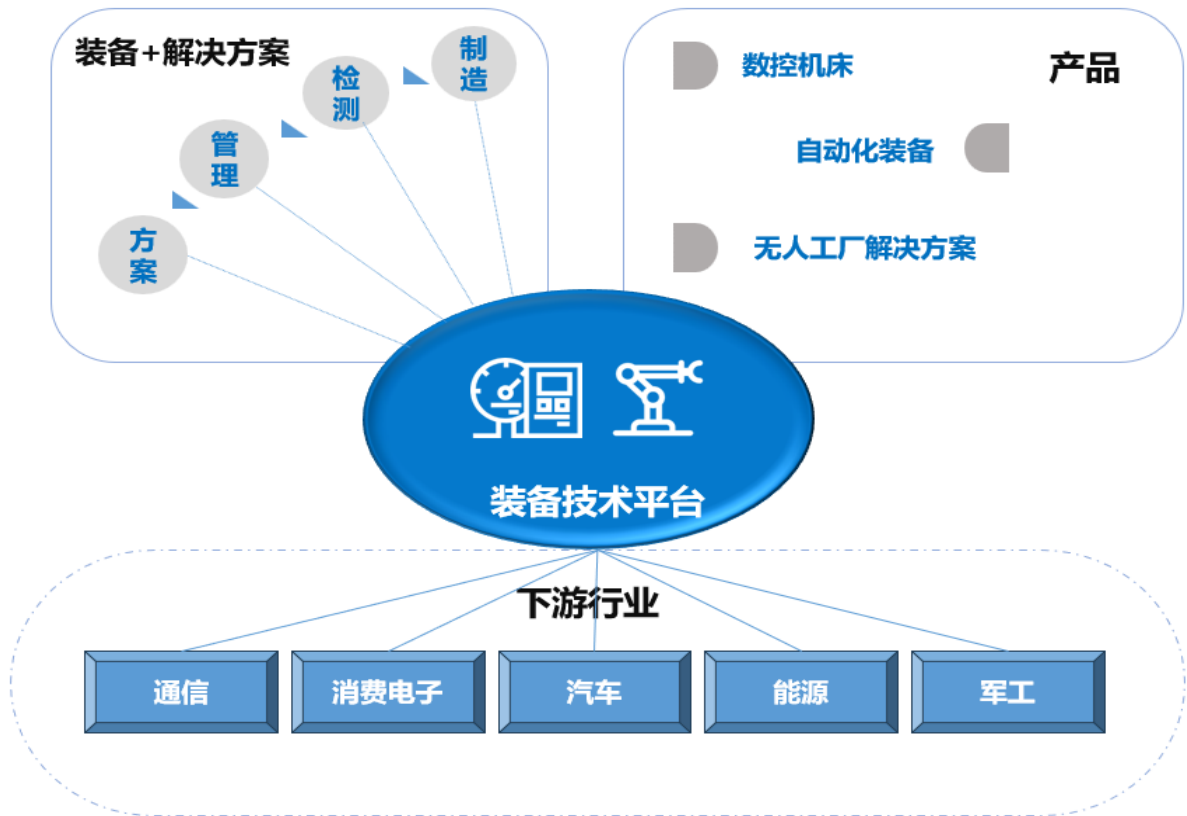 装备+解决方案
制
造
检
测
管
理
方
案
产品
数控机床
自动化装备
无人工厂解决方案
装备技术平台
下游行业
通信
消费电子
汽车
能源
军工